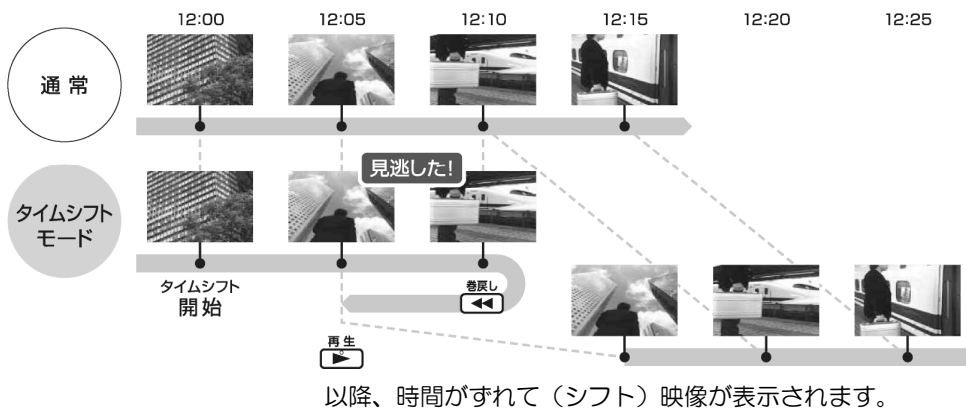 12:00 12:05 12:10 12:15 12:20 12:25
通常
見逃した!
タイムシフト
モード
タイムシフト
開始
巻戻し
再生
以降、時間がずれて（シフト）映像が表示されます。